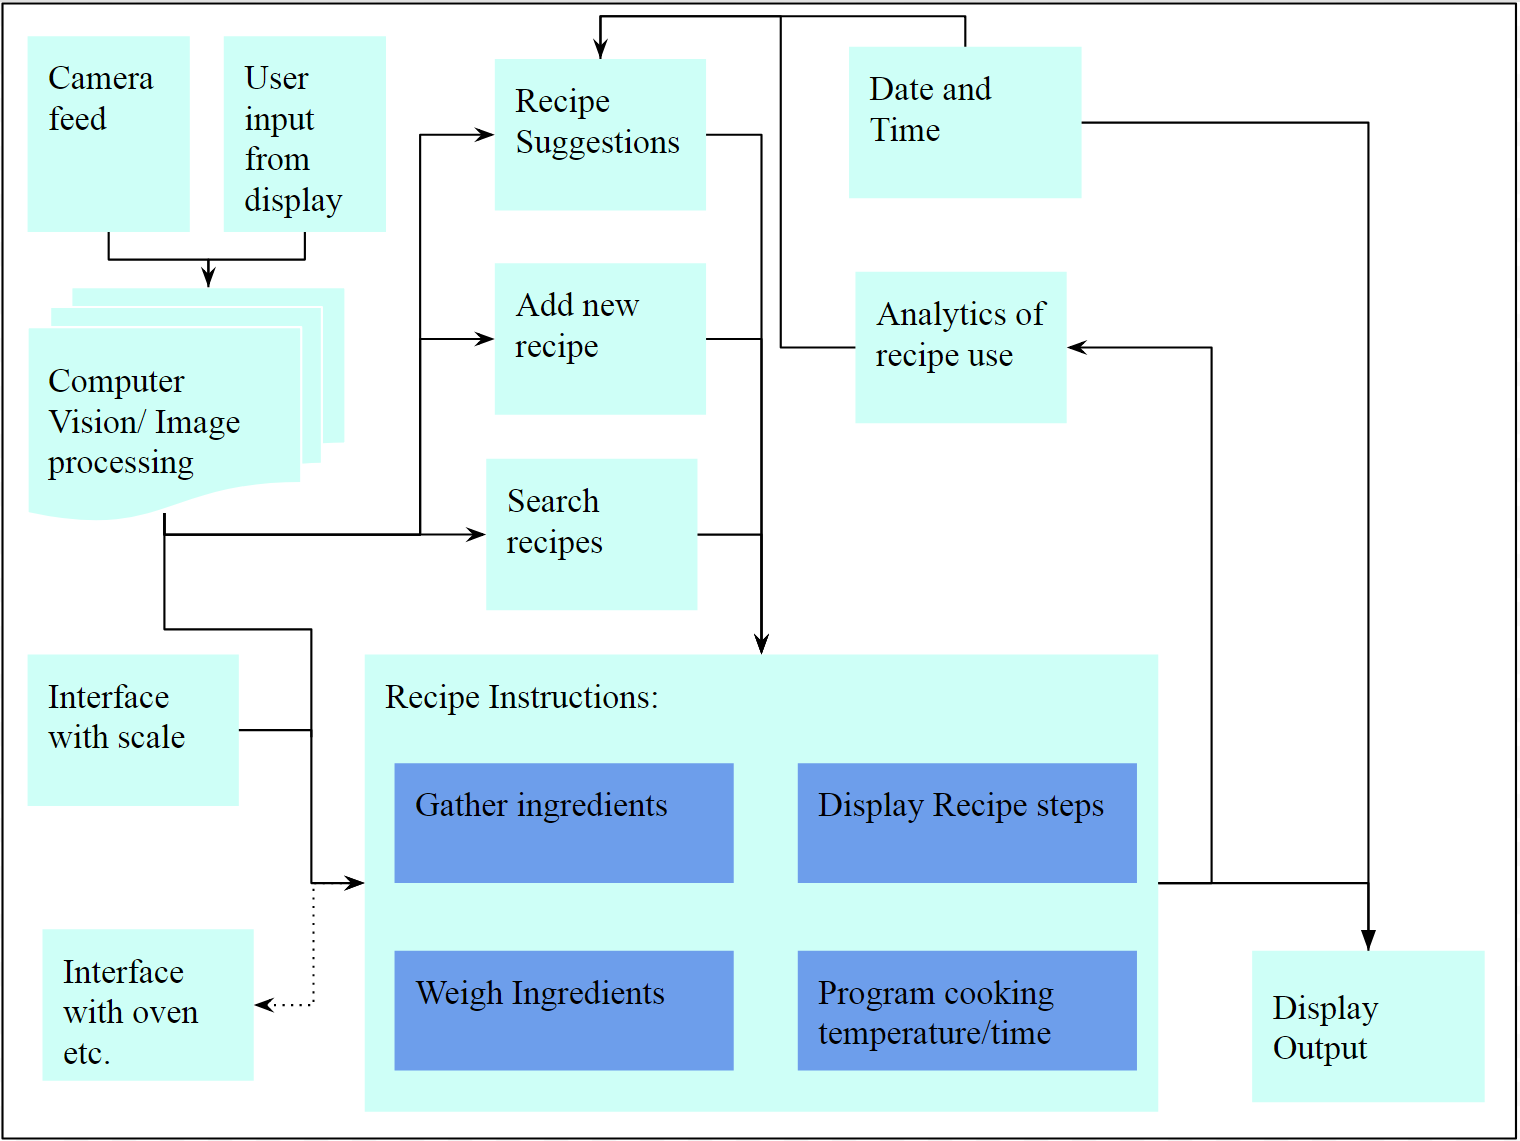 Camera
feed
User
input
from
display
Recipe
Suggestions
Date and
Time
Add new
recipe
Analytics of
recipe use
Computer
Vision/ Image
processing
Search
recipes
Interface
with scale
Recipe Instructions:
Gather ingredients
Display Recipe steps
Interface
with oven
etc.
Weigh Ingredients
Program cooking
temperature/time
Display
Output